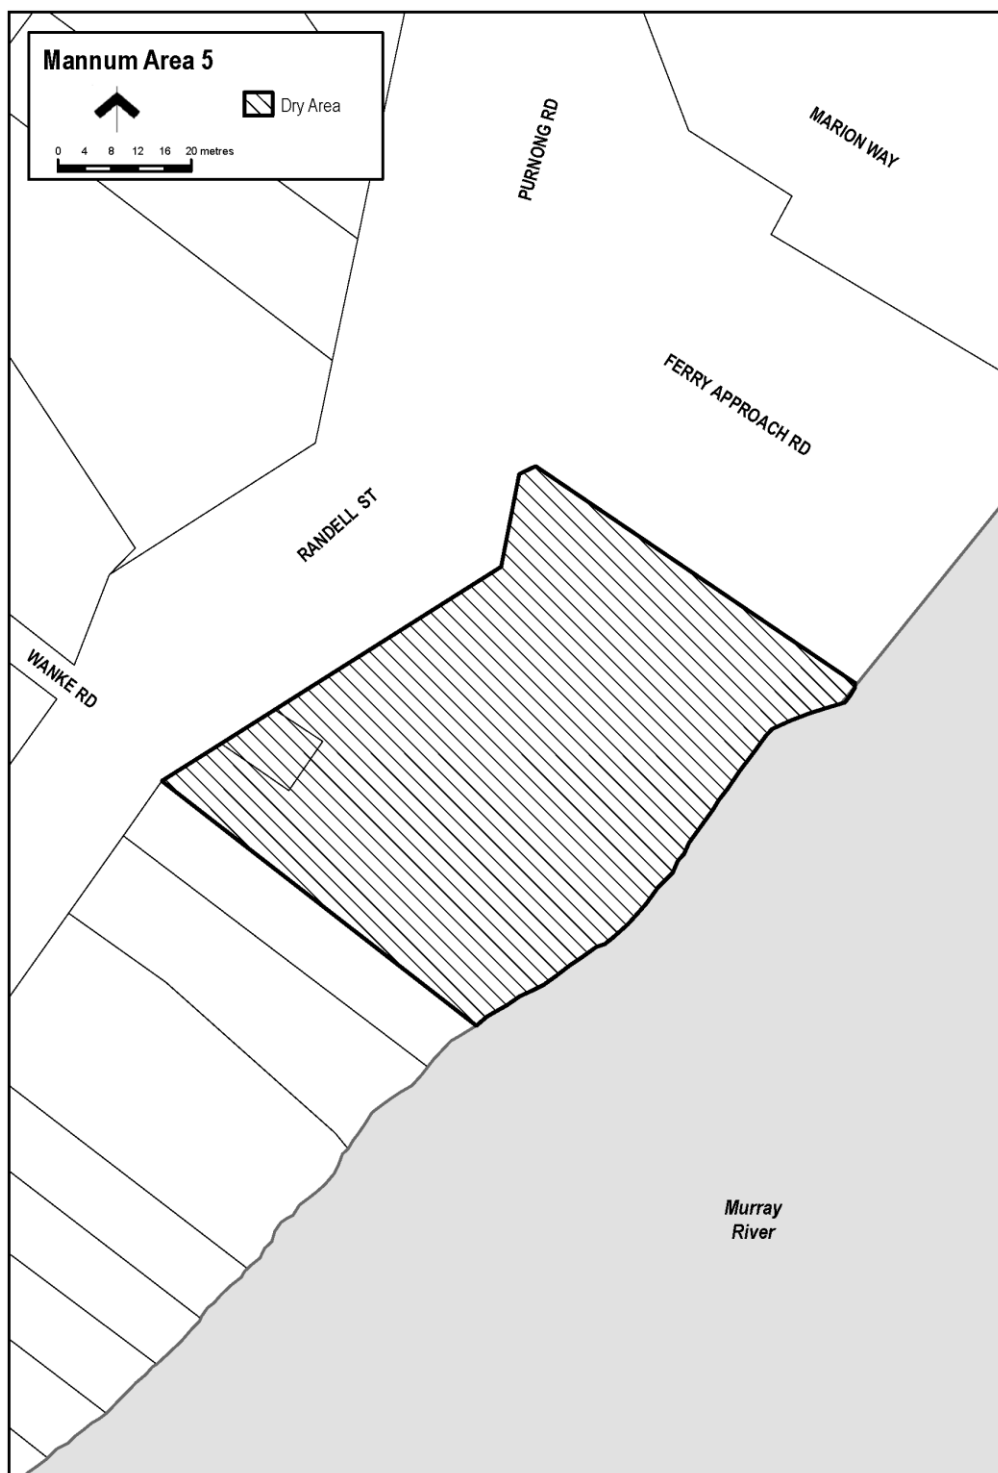 Mannum Area 5
Dry Area
0 4 8 12 16 20 metres
PURNONG RD
MARION WAY
FERRY APPROACH RD
RANDELL ST
WANKE RD
Murray
River